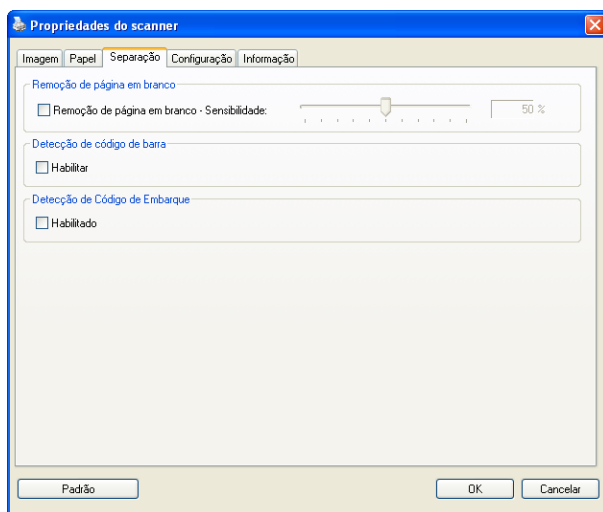 Propriedades do scanner
Imagem Papel Separação Configuração Informação
Remoção de página em branco
Remoção de página em branco - Sensibilidade: 50 %
Detecção de código de barra
Habilitar
Detecção de Código de Embarque
Habilitado
Padrão OK Cancelar